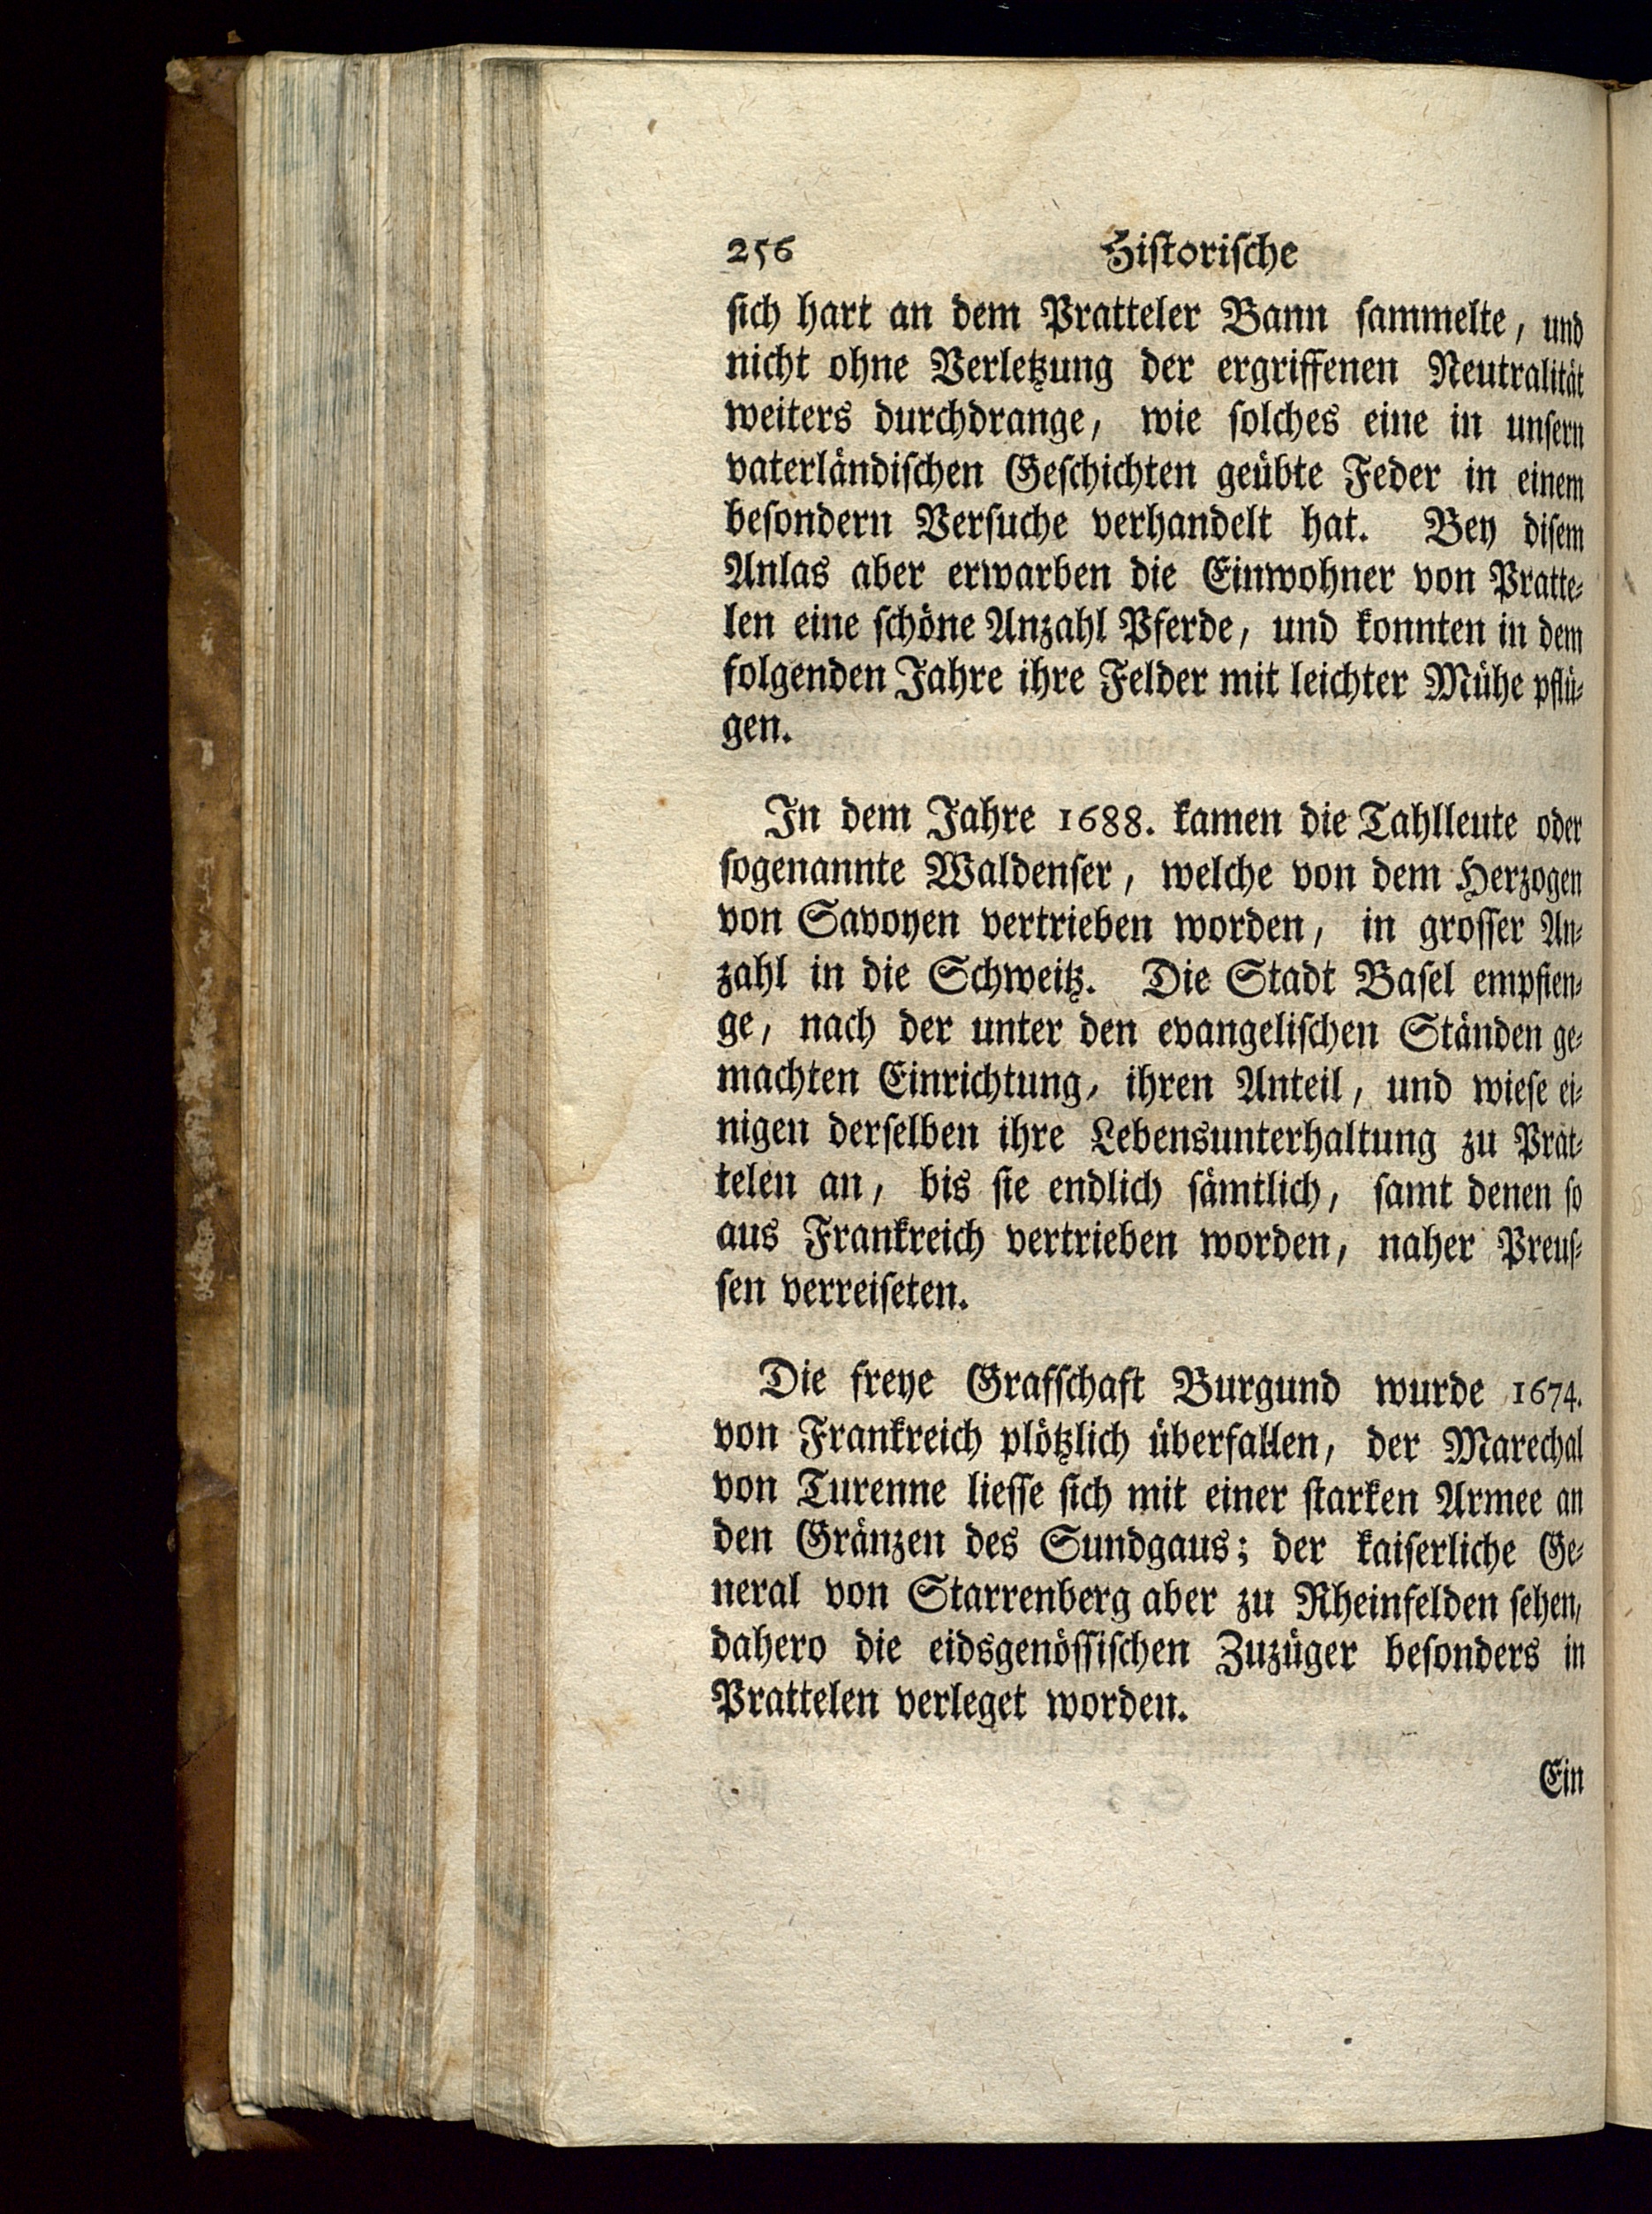 256 Hiſtoriſche
ſich hart an dem Pratteler Bann ſammelte, und
nicht ohne Verletzung der ergriffenen Neutralität
weiters durchdrange, wie ſolches eine in unſern
vaterländiſchen Geſchichten geübte Feder in einem
beſondern Verſuche verhandelt hat. Bey diſem
Anlas aber erwarben die Einwohner von Pratte-
len eine ſchöne Anzahl Pferde, und konnten in dem
folgenden Jahre ihre Felder mit leichter Mühe pflü-
gen.
In dem Jahre 1688. kamen die Tahlleute oder
ſogenannte Waldenſer, welche von dem Herzogen
von Savoyen vertrieben worden, in groſſer An-
zahl in die Schweitz. Die Stadt Baſel empfien-
ge, nach der unter den evangeliſchen Ständen ge-
machten Einrichtung, ihren Anteil, und wieſe ei-
nigen derſelben ihre Lebensunterhaltung zu Prat-
telen an, bis ſie endlich ſämtlich, ſamt denen ſo
aus Frankreich vertrieben worden, naher Preuſ-
ſen verreiſeten.
Die freye Grafſchaft Burgund wurde 1674.
von Frankreich plötzlich überfallen, der Marechal
von Turenne lieſſe ſich mit einer ſtarken Armee an
den Gränzen des Sundgaus; der kaiſerliche Ge-
neral von Starrenberg aber zu Rheinfelden ſehen,
dahero die eidsgenöſſiſchen Zuzüger beſonders in
Prattelen verleget worden.
Ein